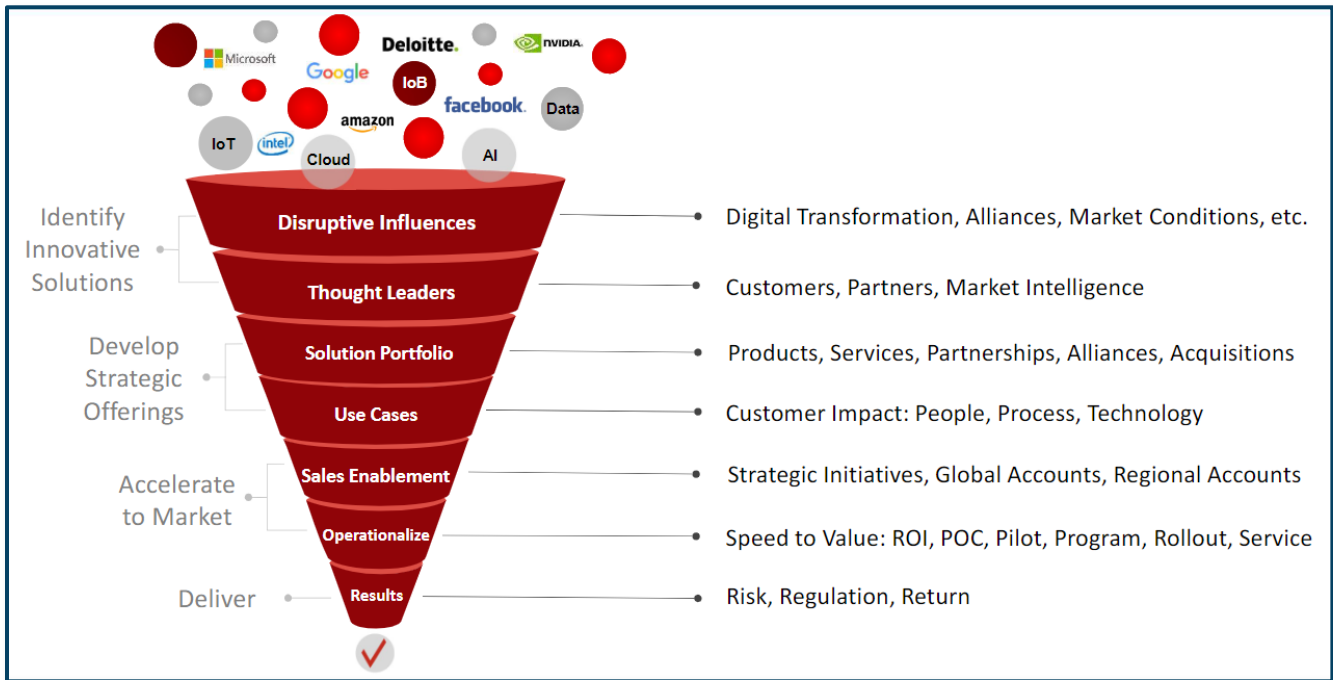 Microsoft
Google
Deloitte.
NVIDIA.
IoB
facebook.
Data
amazon
IoT
intel
Cloud
AI
Identify
Innovative
Solutions
Disruptive Influences
Digital Transformation, Alliances, Market Conditions, etc.
Thought Leaders
Customers, Partners, Market Intelligence
Develop
Strategic
Offerings
Solution Portfolio
Products, Services, Partnerships, Alliances, Acquisitions
Use Cases
Customer Impact: People, Process, Technology
Accelerate
to Market
Sales Enablement
Strategic Initiatives, Global Accounts, Regional Accounts
Operationalize
Speed to Value: ROI, POC, Pilot, Program, Rollout, Service
Deliver
Results
Risk, Regulation, Return